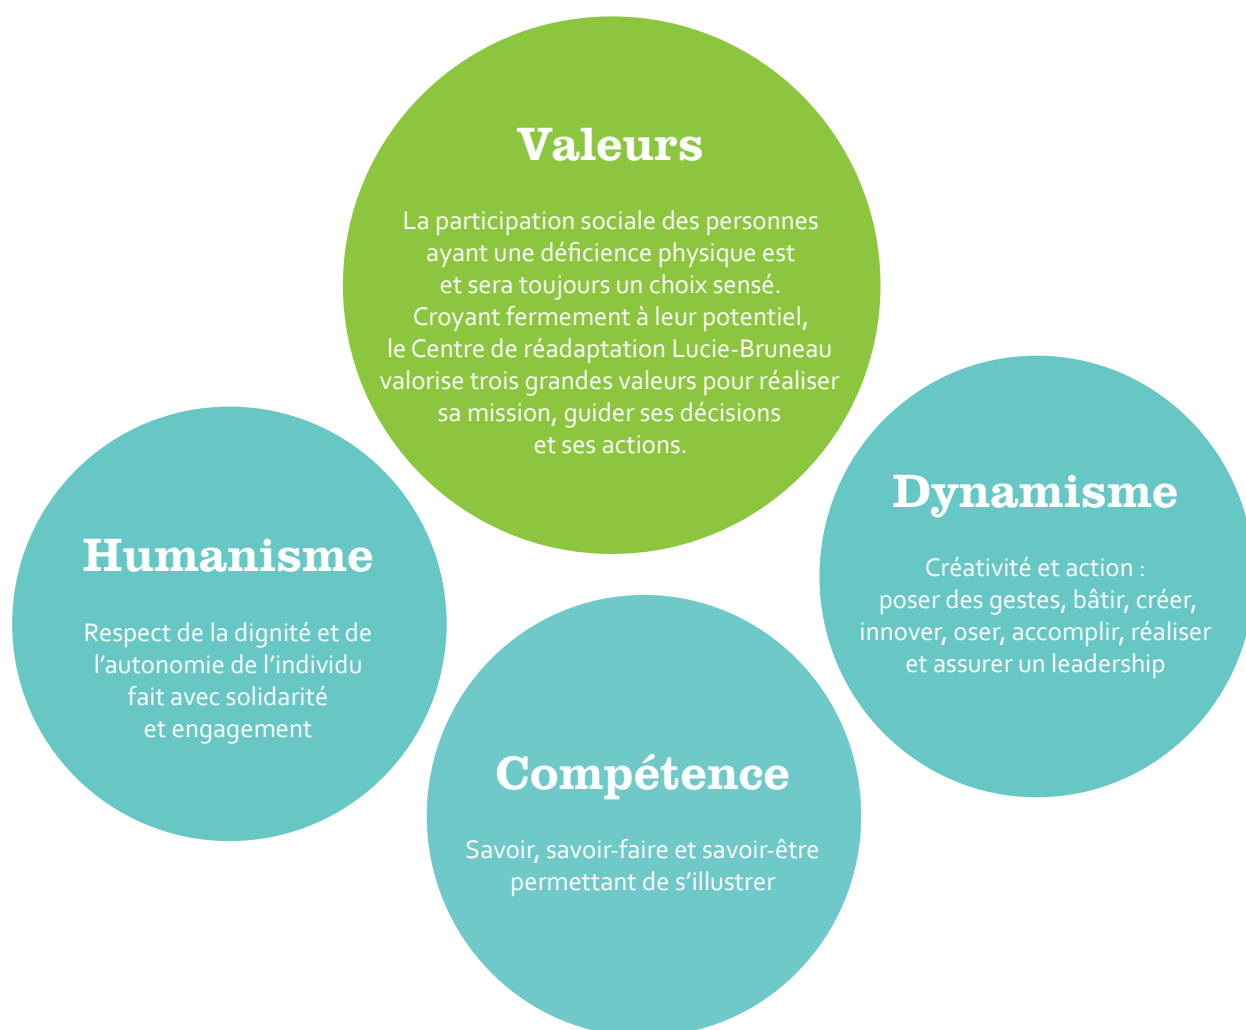 Valeurs
La participation sociale des personnes
ayant une déficience physique est
et sera toujours un choix sensé.
Croyant fermement à leur potentiel,
le Centre de réadaptation Lucie-Bruneau
valorise trois grandes valeurs pour réaliser
sa mission, guider ses décisions
et ses actions.
Humanisme
Respect de la dignité et de
l'autonomie de l'individu
fait avec solidarité
et engagement
Compétence
Savoir, savoir-faire et savoir-être
permettant de s'illustrer
Dynamisme
Créativité et action :
poser des gestes, bâtir, créer,
innover, oser, accomplir, réaliser
et assurer un leadership